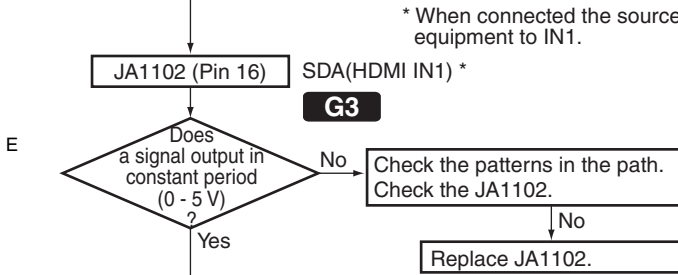 * When connected the source
equipment to IN1.
JA1102 (Pin 16)
SDA(HDMI IN1) *
G3
E
Does
a signal output in
constant period
(0 - 5 V)
?
No
Check the patterns in the path.
Check the JA1102.
Yes
No
Replace JA1102.